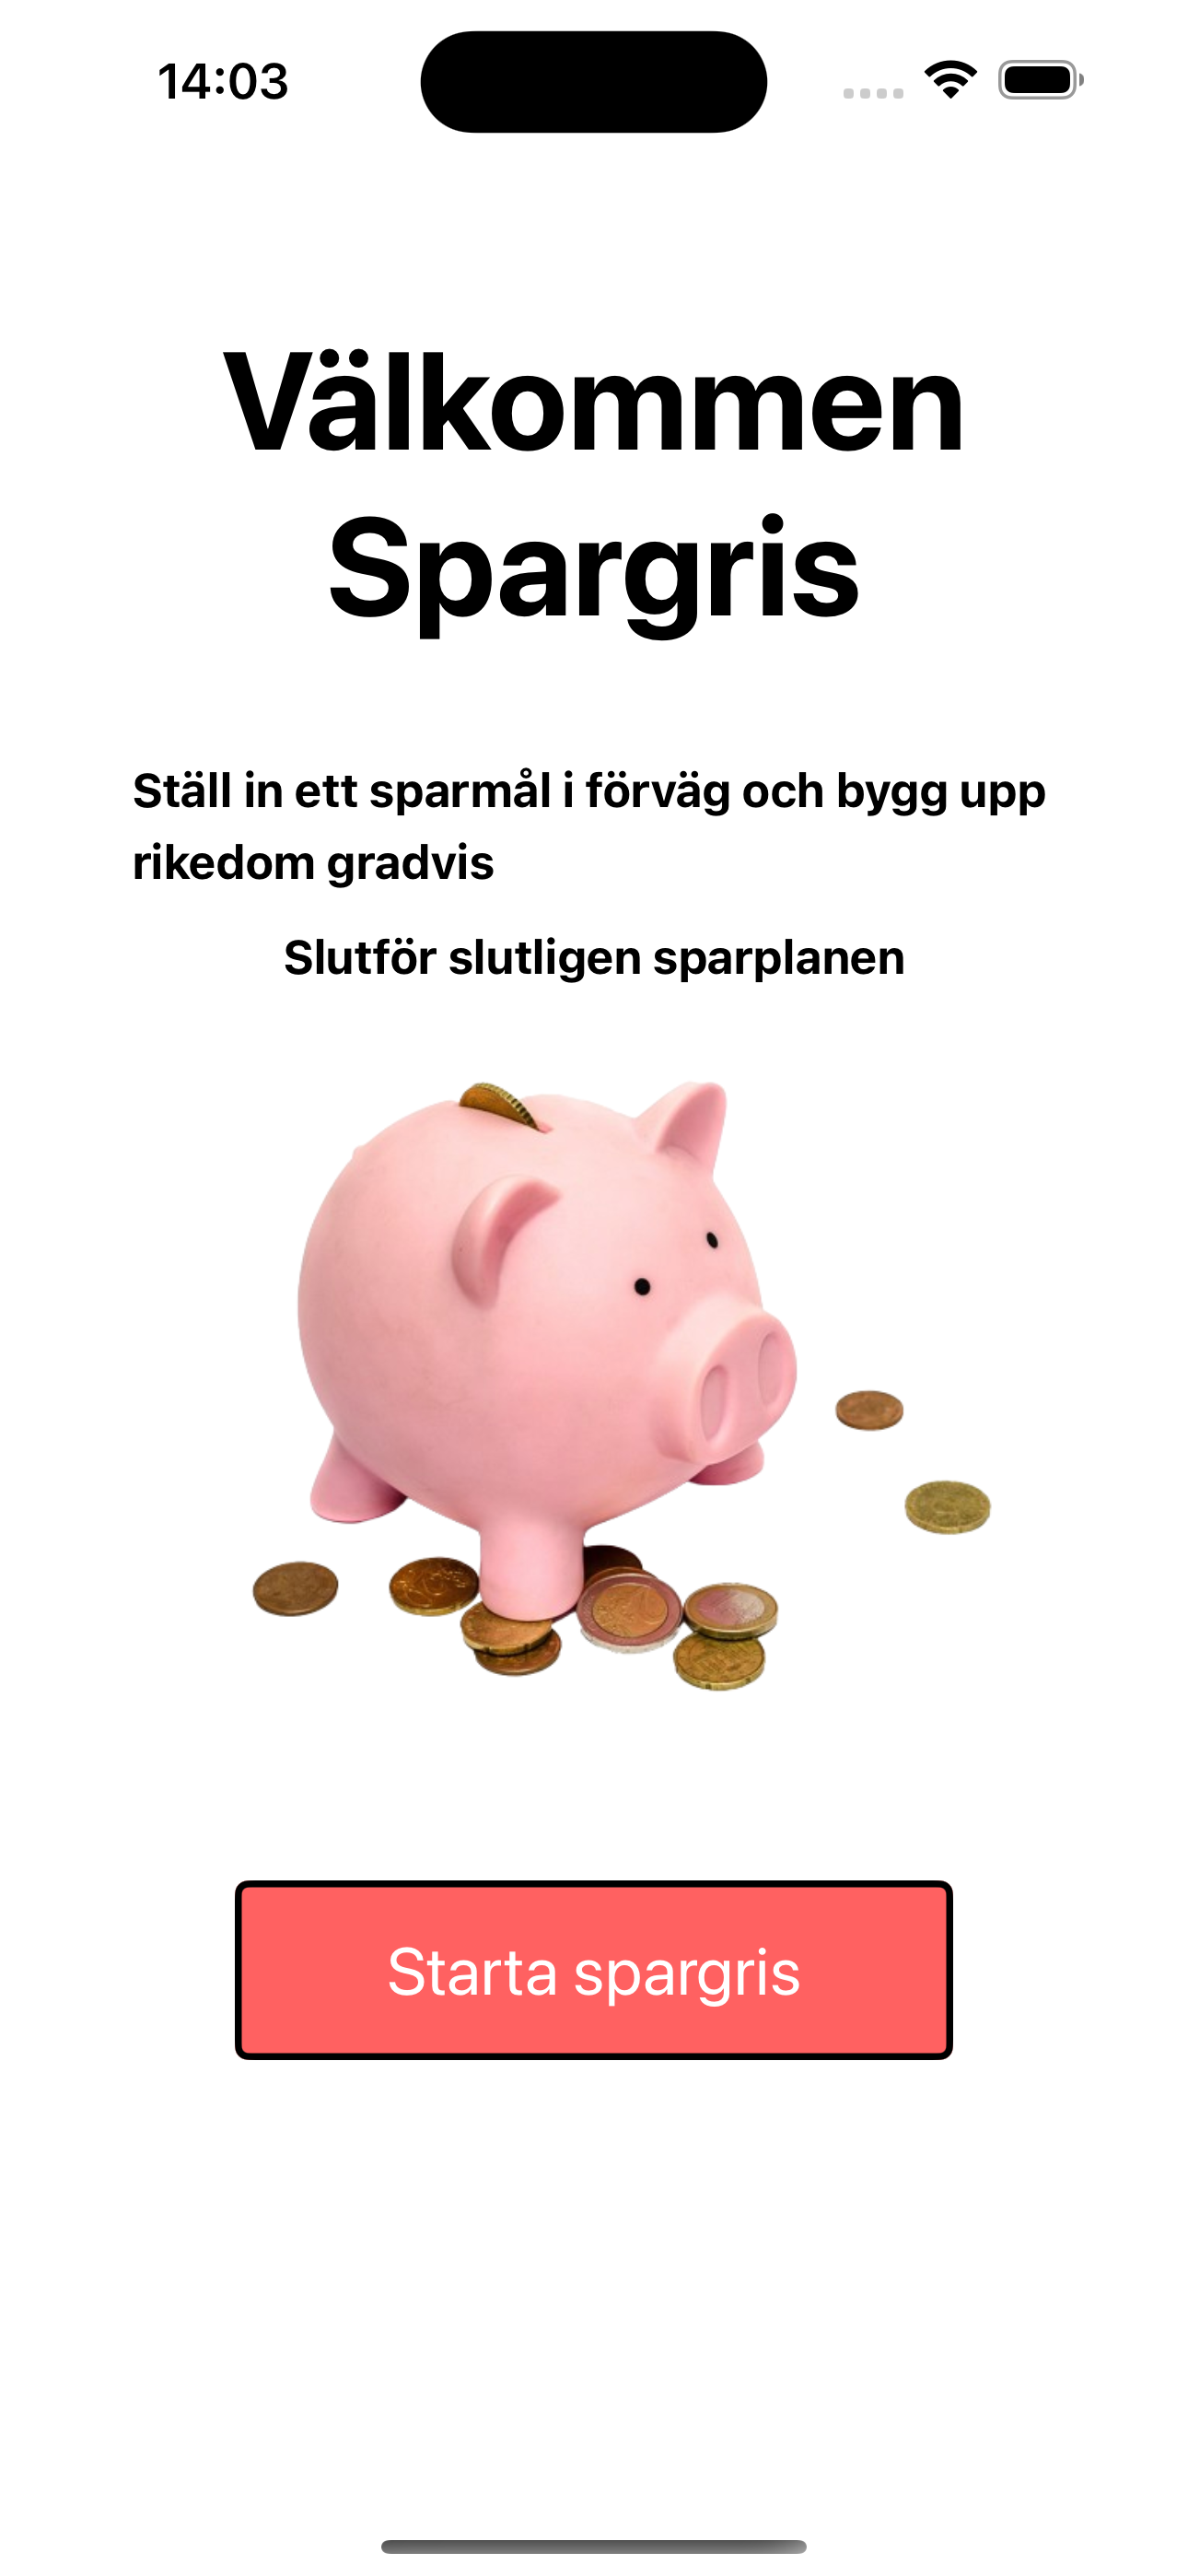 14:03
Välkommen
Spargris
Ställ in ett sparmål i förväg och bygg upp
rikedom gradvis
Slutför slutligen sparplanen
Starta spargris